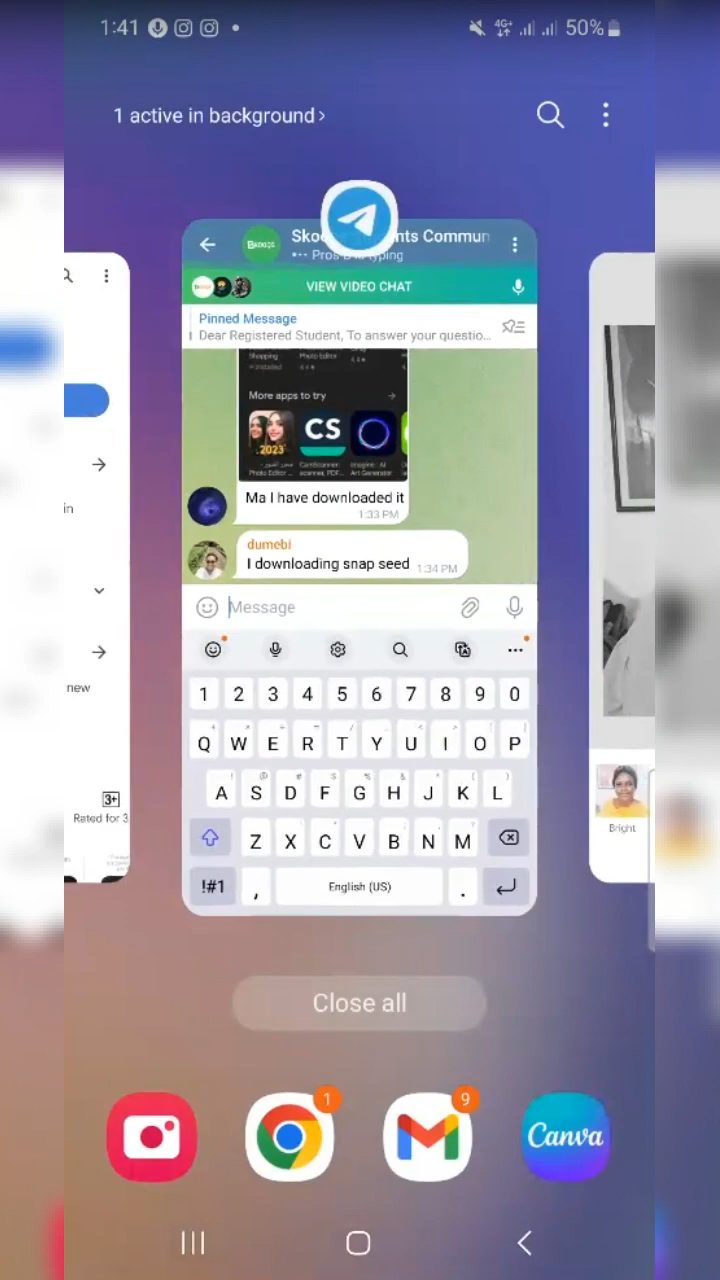 1:41
4G+
50%
1 active in background >
Skoo nts Commun
is typing
VIEW VIDEO CHAT
Pinned Message
Dear Registered Student, To answer your questio...
Shopping
Photo Editor
Installed
More apps to try
2023
CS
Photo Editor
CamScanner:
scanner, PDF...
Imagine : AI
Art Generator
Ma I have downloaded it
1:33 PM
dumebi
I downloading snap seed 1:34 PM
Message
1 2 3 4 5 6 7 8 9 0
Q W E R T Y U I O P
A S D F G H J K L
Z X C V B N M
!#1 , English (US) .
in
new
3+
Rated for 3
Bright
Close all
1
9
Canva